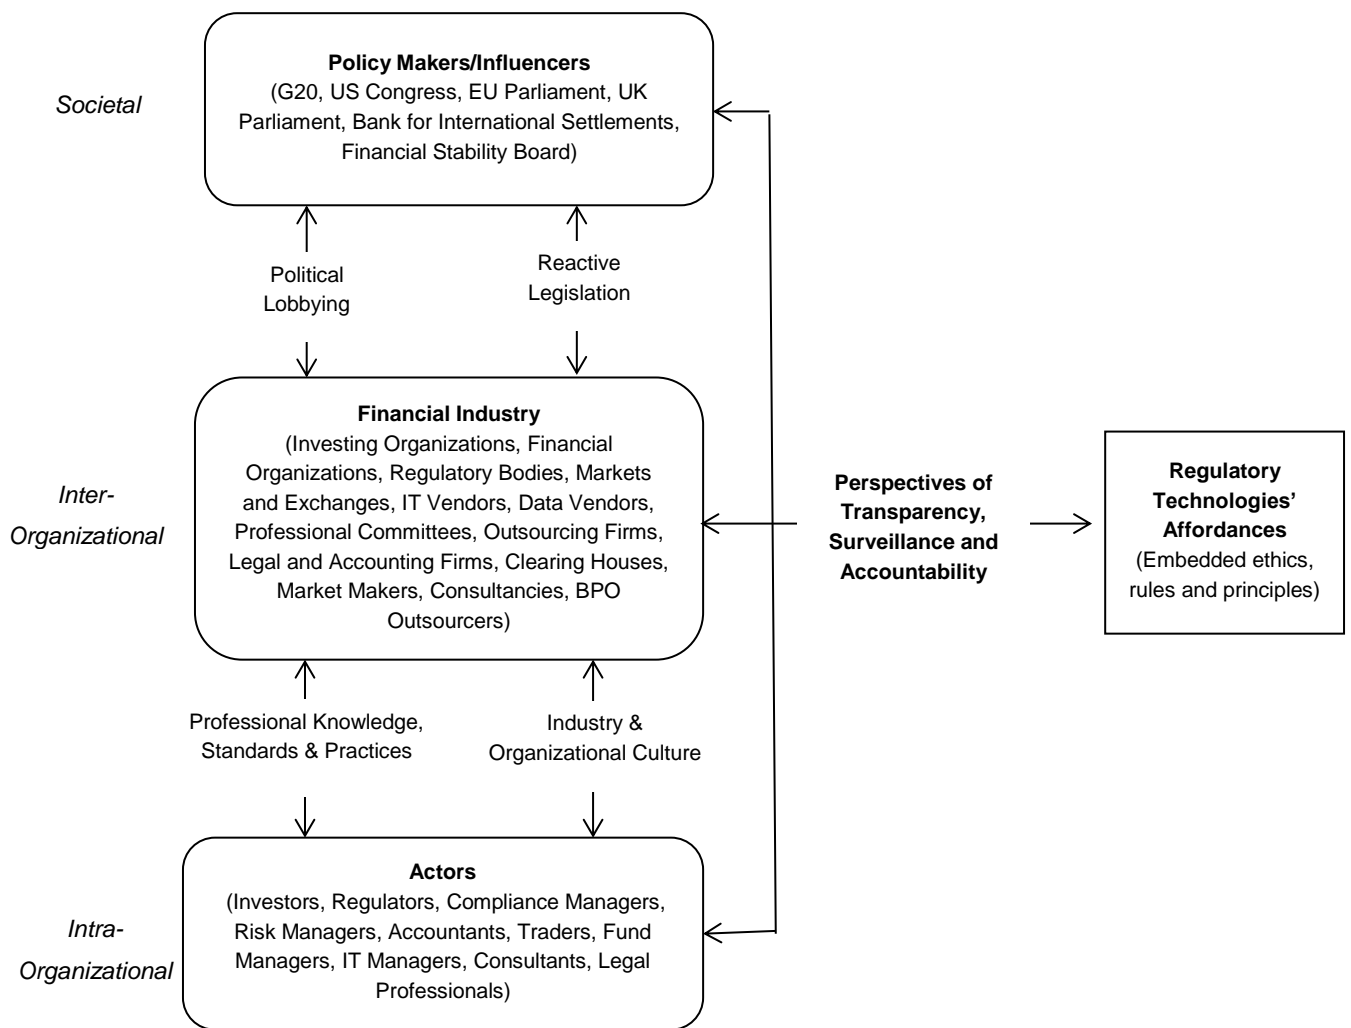 Societal
Policy Makers/Influencers
(G20, US Congress, EU Parliament, UK
Parliament, Bank for International Settlements,
Financial Stability Board)
Political
Lobbying
Reactive
Legislation
Inter-
Organizational
Financial Industry
(Investing Organizations, Financial
Organizations, Regulatory Bodies, Markets
and Exchanges, IT Vendors, Data Vendors,
Professional Committees, Outsourcing Firms,
Legal and Accounting Firms, Clearing Houses,
Market Makers, Consultancies, BPO
Outsourcers)
Perspectives of
Transparency,
Surveillance and
Accountability
Regulatory
Technologies’
Affordances
(Embedded ethics,
rules and principles)
Professional Knowledge,
Standards & Practices
Industry &
Organizational Culture
Intra-
Organizational
Actors
(Investors, Regulators, Compliance Managers,
Risk Managers, Accountants, Traders, Fund
Managers, IT Managers, Consultants, Legal
Professionals)